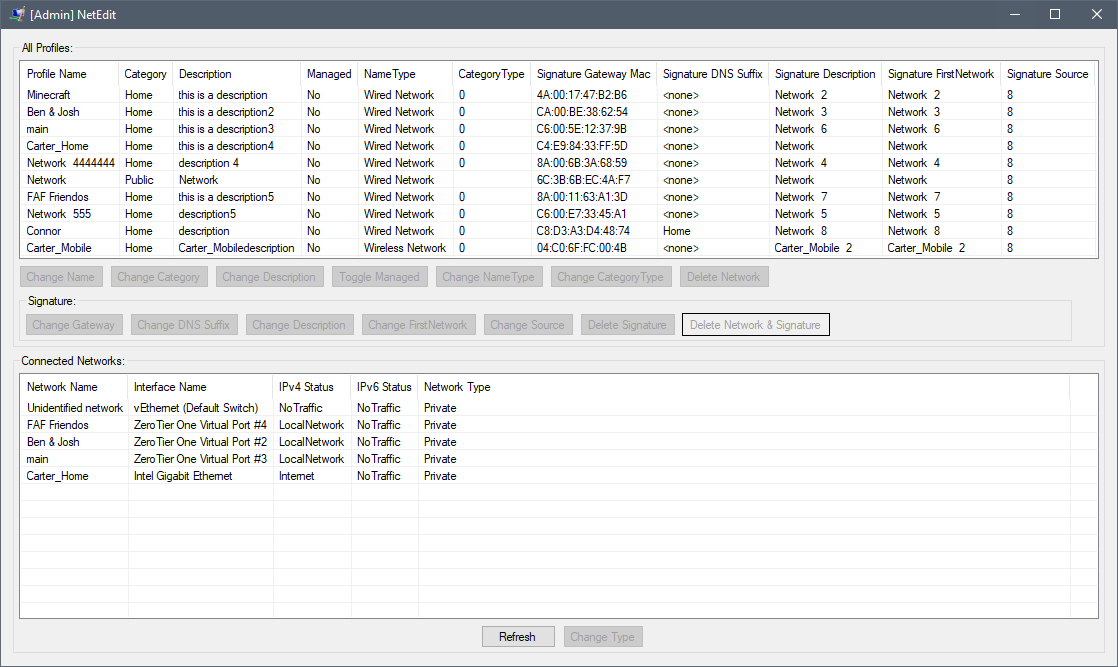 [Admin] NetEdit
All Profiles:
Profile Name Category Description Managed NameType CategoryType Signature Gateway Mac Signature DNS Suffix Signature Description Signature FirstNetwork Signature Source
Minecraft Home this is a description No Wired Network 0 4A:00:17:47:B2:B6 <none> Network 2 Network 2 8
Ben & Josh Home this is a description2 No Wired Network 0 CA:00:BE:38:62:54 <none> Network 3 Network 3 8
main Home this is a description3 No Wired Network 0 C6:00:5E:12:37:9B <none> Network 6 Network 6 8
Carter_Home Home this is a description4 No Wired Network 0 C4:E9:84:33:FF:5D <none> Network Network 8
Network 4444444 Home description 4 No Wired Network 0 8A:00:6B:3A:68:59 <none> Network 4 Network 4 8
Network Public Network No Wired Network 6C:3B:6B:EC:4A:F7 <none> Network Network 8
FAF Friendos Home this is a description5 No Wired Network 0 8A:00:11:63:A1:3D <none> Network 7 Network 7 8
Network 555 Home description5 No Wired Network 0 C6:00:E7:33:45:A1 <none> Network 5 Network 5 8
Connor Home description No Wired Network 0 C8:D3:A3:D4:48:74 Home Network 8 Network 8 8
Carter_Mobile Home Carter_Mobiledescription No Wireless Network 0 04:C0:6F:FC:00:4B <none> Carter_Mobile 2 Carter_Mobile 2 8
Change Name Change Category Change Description Toggle Managed Change NameType Change CategoryType Delete Network
Signature:
Change Gateway Change DNS Suffix Change Description Change FirstNetwork Change Source Delete Signature Delete Network & Signature
Connected Networks:
Network Name Interface Name IPv4 Status IPv6 Status Network Type
Unidentified network vEthernet (Default Switch) NoTraffic NoTraffic Private
FAF Friendos ZeroTier One Virtual Port #4 LocalNetwork NoTraffic Private
Ben & Josh ZeroTier One Virtual Port #2 LocalNetwork NoTraffic Private
main ZeroTier One Virtual Port #3 LocalNetwork NoTraffic Private
Carter_Home Intel Gigabit Ethernet Internet NoTraffic Private
Refresh Change Type